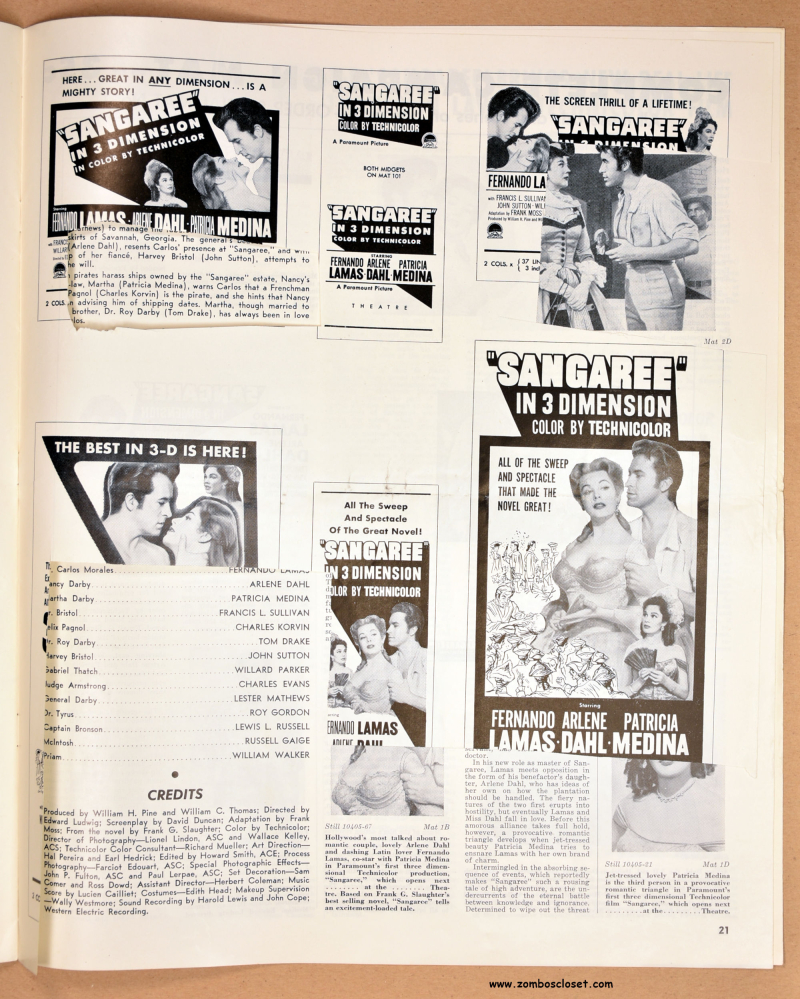 HERE...GREAT IN ANY DIMENSION...IS A
MIGHTY STORY!
"SANGAREE"
IN 3 DIMENSION
IN COLOR BY TECHNICOLOR
Starring
FERNANDO LAMAS · ARLENE DAHL · PATRICIA MEDINA
to manage
skirts of Savannah, Georgia. The general's
(Arlene Dahl), resents Carlos' presence at "Sangaree," and
of her fiancé, Harvey Bristol (John Sutton), attempts to
will.
pirates harass ships owned by the "Sangaree" estate, Nancy's
law, Martha (Patricia Medina), warns Carlos that a Frenchman
Pagnol (Charles Korvin) is the pirate, and she hints that Nancy
advising him of shipping dates. Martha, though married to
brother, Dr. Roy Darby (Tom Drake), has always been in love
2 COLS.
"SANGAREE"
IN 3 DIMENSION
COLOR BY TECHNICOLOR
A Paramount Picture
BOTH MIDGETS
ON MAT 101
"SANGAREE"
IN 3 DIMENSION
COLOR BY TECHNICOLOR
STARRING
FERNANDO ARLENE PATRICIA
LAMAS · DAHL · MEDINA
A Paramount Picture
THEATRE
THE SCREEN THRILL OF A LIFETIME!
"SANGAREE"
IN 3 DIMENSION
FERNANDO LA
with FRANCIS L. SULLIVAN
JOHN SUTTON
Adaptation by FRANK MOSS
Produced by William H. Pine and
2 COLS. x
Mat 2D
THE BEST IN 3-D IS HERE!
Carlos Morales FERNANDO LAMAS
ancy Darby ARLENE DAHL
artha Darby PATRICIA MEDINA
Bristol FRANCIS L. SULLIVAN
elix Pagnol CHARLES KORVIN
r. Roy Darby TOM DRAKE
arvey Bristol JOHN SUTTON
Gabriel Thatch WILLARD PARKER
Judge Armstrong CHARLES EVANS
General Darby LESTER MATHEWS
Dr. Tyrus ROY GORDON
Captain Bronson LEWIS L. RUSSELL
McIntosh RUSSELL GAIGE
Priam WILLIAM WALKER
CREDITS
Produced by William H. Pine and William C. Thomas; Directed by
Edward Ludwig; Screenplay by David Duncan; Adaptation by Frank
Moss; From the novel by Frank G. Slaughter; Color by Technicolor;
Director of Photography—Lionel Lindon, ASC and Wallace Kelley,
ACS; Technicolor Color Consultant—Richard Mueller; Art Direction—
Hal Pereira and Earl Hedrick; Edited by Howard Smith, ACE; Process
Photography—Farciot Edouart, ASC; Special Photographic Effects—
John P. Fulton, ASC and Paul Lerpae, ASC; Set Decoration—Sam
Comer and Ross Dowd; Assistant Director—Herbert Coleman; Music
Score by Lucien Cailliet; Costumes—Edith Head; Makeup Supervision
—Wally Westmore; Sound Recording by Harold Lewis and John Cope;
Western Electric Recording.
All The Sweep
And Spectacle
Of The Great Novel!
"SANGAREE"
IN 3 DIMENSION
COLOR BY TECHNICOLOR
FERNANDO LAMAS
ARLENE DAHL
Still 10405-67 Mat 1B
Hollywood's most talked about romantic
mantic couple, lovely Arlene Dahl
and dashing Latin lover Fernando
Lamas, co-star with Patricia Medina
in Paramount's first three dimensional
sional Technicolor production,
"Sangaree," which opens next
........ at the ........ Theatre.
tre. Based on Frank G. Slaughter's
best selling novel, "Sangaree" tells
an excitement-loaded tale.
"SANGAREE"
IN 3 DIMENSION
COLOR BY TECHNICOLOR
ALL OF THE SWEEP
AND SPECTACLE
THAT MADE THE
NOVEL GREAT!
Starring
FERNANDO ARLENE PATRICIA
LAMAS · DAHL · MEDINA
doctor.
In his new role as master of Sangaree,
garee, Lamas meets opposition in
the form of his benefactor's daughter,
ter, Arlene Dahl, who has ideas of
her own on how the plantation
should be handled. The fiery natures
tures of the two first erupts into
hostility, but eventually Lamas and
Miss Dahl fall in love. Before this
amorous alliance takes full hold,
however, a provocative romantic
triangle develops when jet-tressed
beauty Patricia Medina tries to
ensnare Lamas with her own brand
of charm.
Intermingled in the absorbing sequence
quence of events, which reportedly
makes "Sangaree" such a rousing
tale of high adventure, are the undercurrents
dercurrents of the eternal battle
between knowledge and ignorance.
Determined to wipe out the threat
Still 10405-21 Mat 1D
Jet-tressed lovely Patricia Medina
is the third person in a provocative
romantic triangle in Paramount's
first three dimensional Technicolor
film "Sangaree," which opens next
........ at the ........ Theatre.
21
www.zomboscloset.com